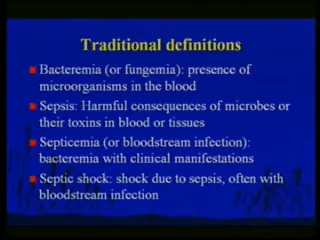 Traditional definitions
Bacteremia (or fungemia): presence of
microorganisms in the blood
Sepsis: Harmful consequences of microbes or
their toxins in blood or tissues
Septicemia (or bloodstream infection):
bacteremia with clinical manifestations
Septic shock: shock due to sepsis, often with
bloodstream infection